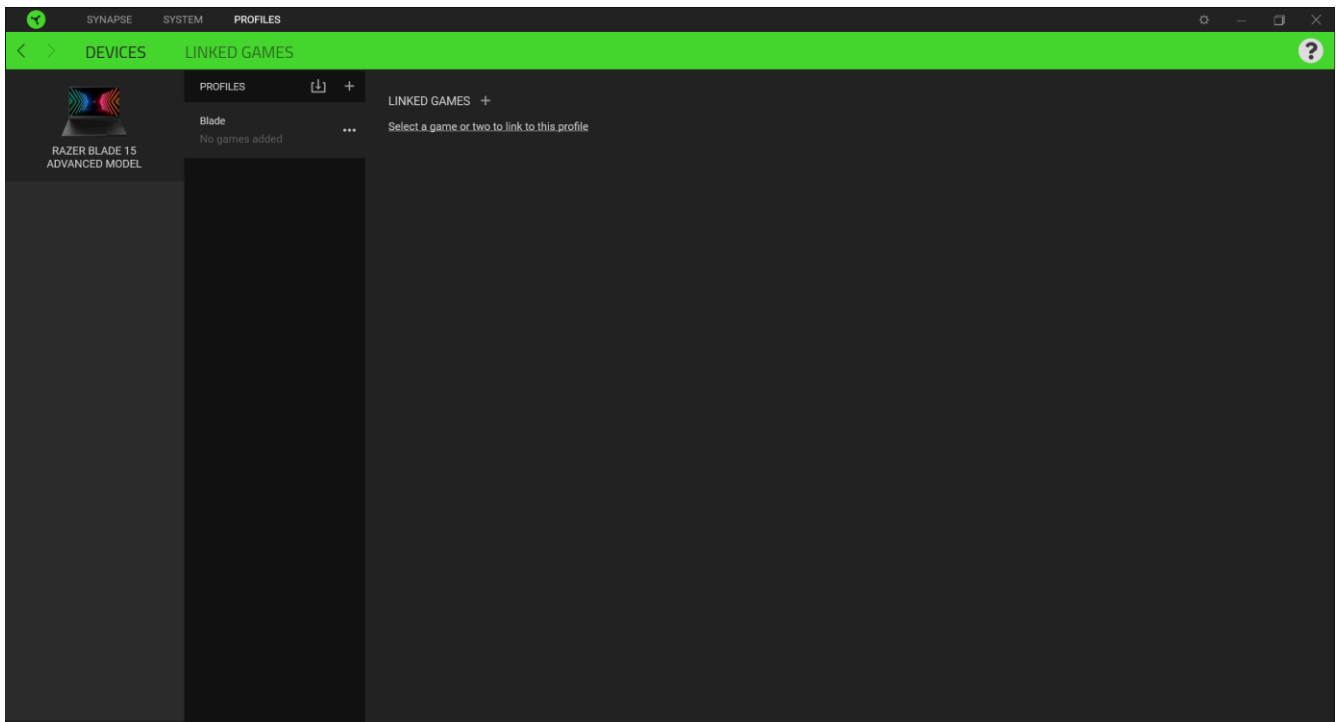 SYNAPSE SYSTEM PROFILES
DEVICES LINKED GAMES ?
RAZER BLADE 15
ADVANCED MODEL
PROFILES
Blade
No games added
LINKED GAMES +
Select a game or two to link to this profile